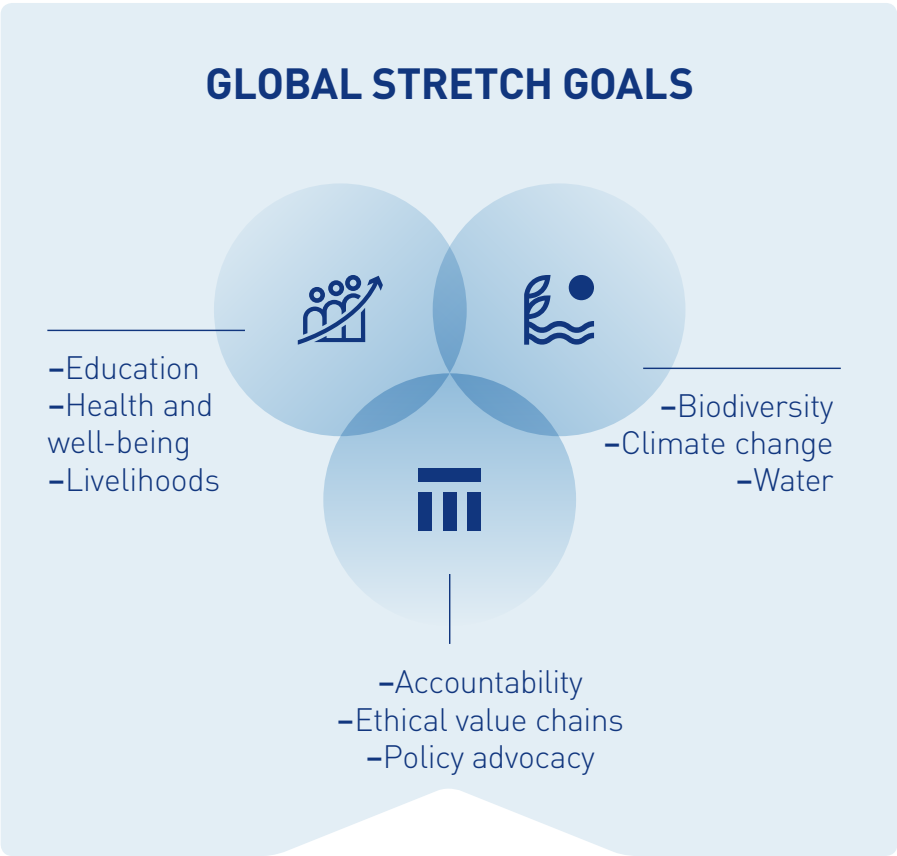 GLOBAL STRETCH GOALS
–Education
–Health and
well-being
–Livelihoods
–Biodiversity
–Climate change
–Water
–Accountability
–Ethical value chains
–Policy advocacy